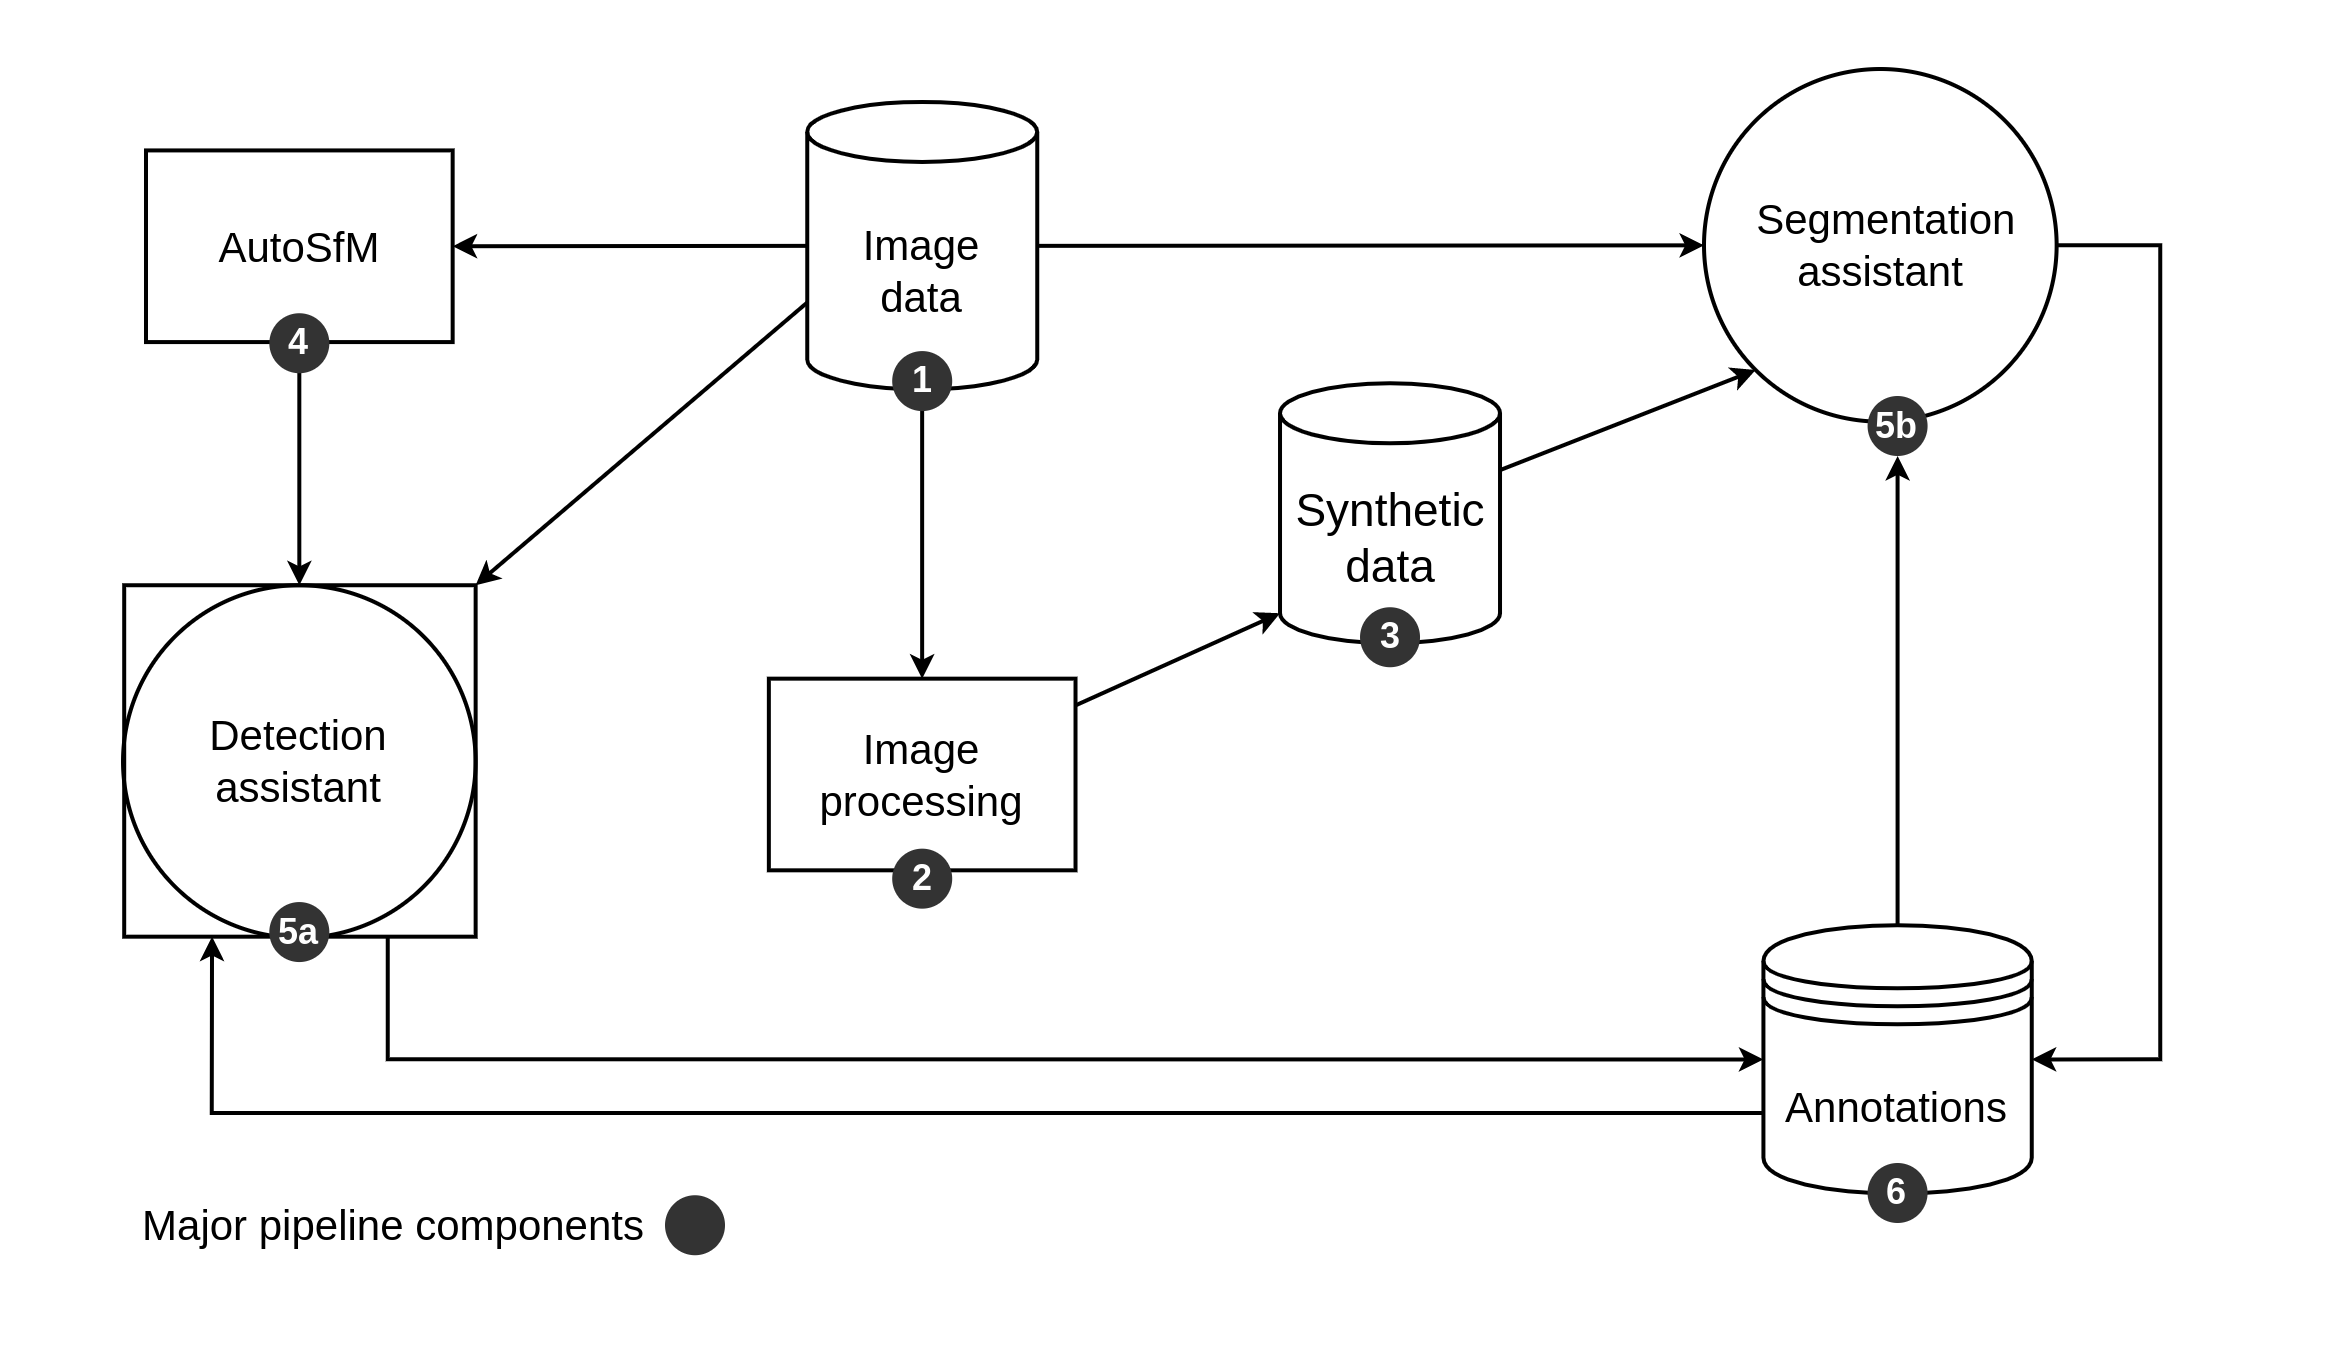 AutoSfM
4
Image
data
1
Segmentation
assistant
5b
Synthetic
data
3
Detection
assistant
5a
Image
processing
2
Annotations
6
Major pipeline components